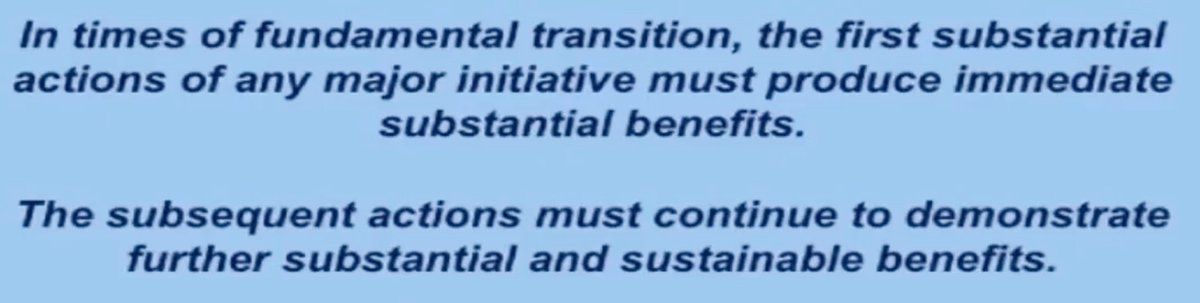 In times of fundamental transition, the first substantial
actions of any major initiative must produce immediate
substantial benefits.
The subsequent actions must continue to demonstrate
further substantial and sustainable benefits.